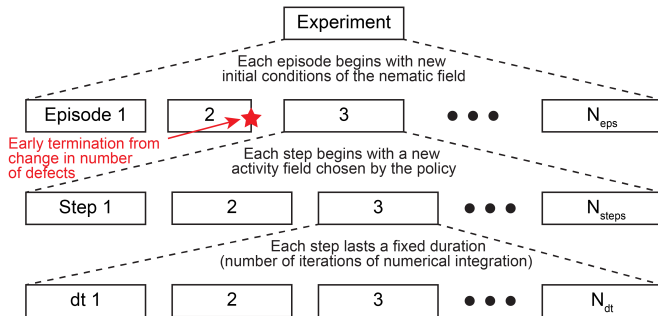 Experiment
Each episode begins with new
initial conditions of the nematic field
Episode 1 2 3 N_eps
Early termination from
change in number
of defects
Each step begins with a new
activity field chosen by the policy
Step 1 2 3 N_steps
Each step lasts a fixed duration
(number of iterations of numerical integration)
dt 1 2 3 N_dt